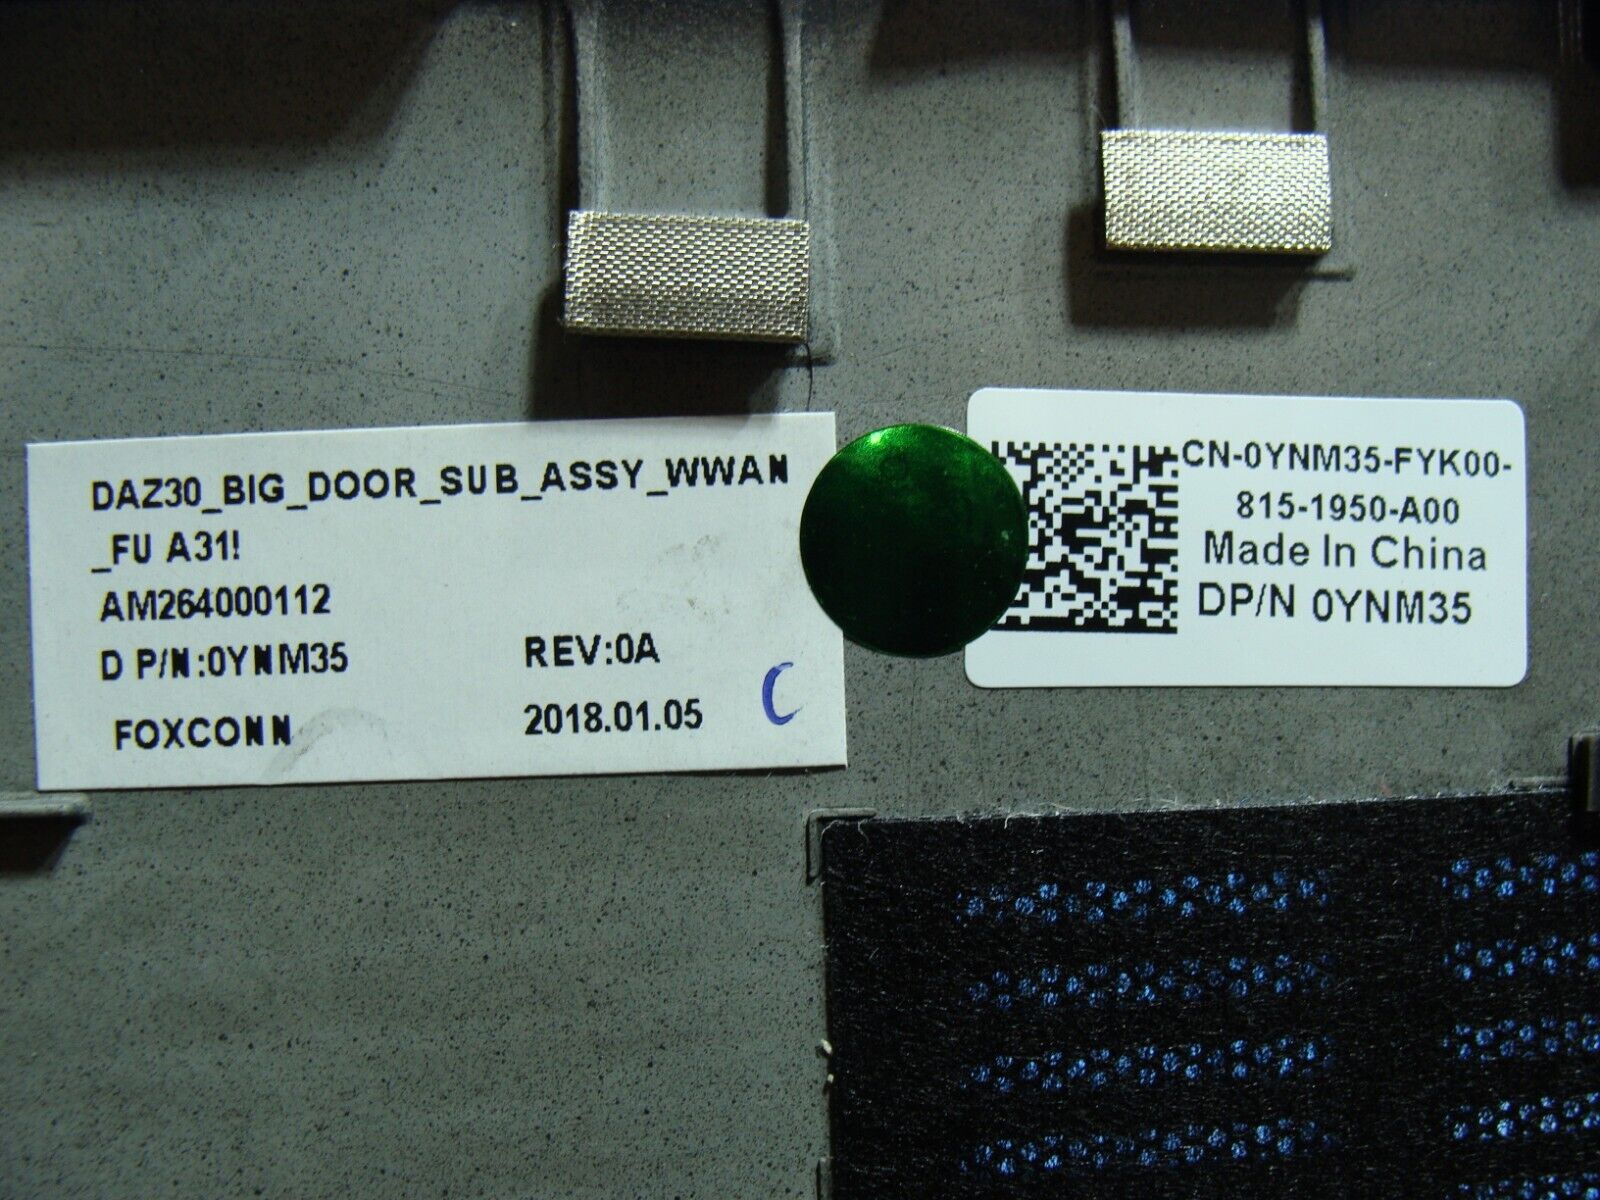 DAZ30_BIG_DOOR_SUB_ASSY_WWAN
_FU A31!
AM264000112
D P/N:0YNM35
REV:0A
FOXCONN
2018.01.05
C
CN-0YNM35-FYK00-
815-1950-A00
Made In China
DP/N 0YNM35